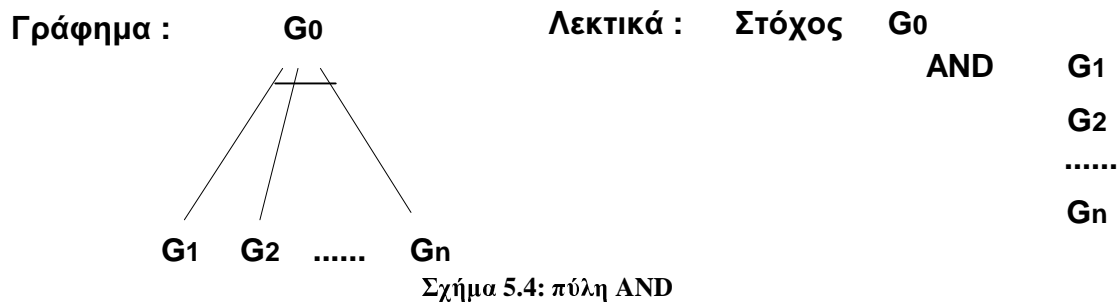 Γράφημα : G0 Λεκτικά : Στόχος G0
AND G1
G2
......
Gn
G1 G2 ...... Gn
Σχήμα 5.4: πύλη AND